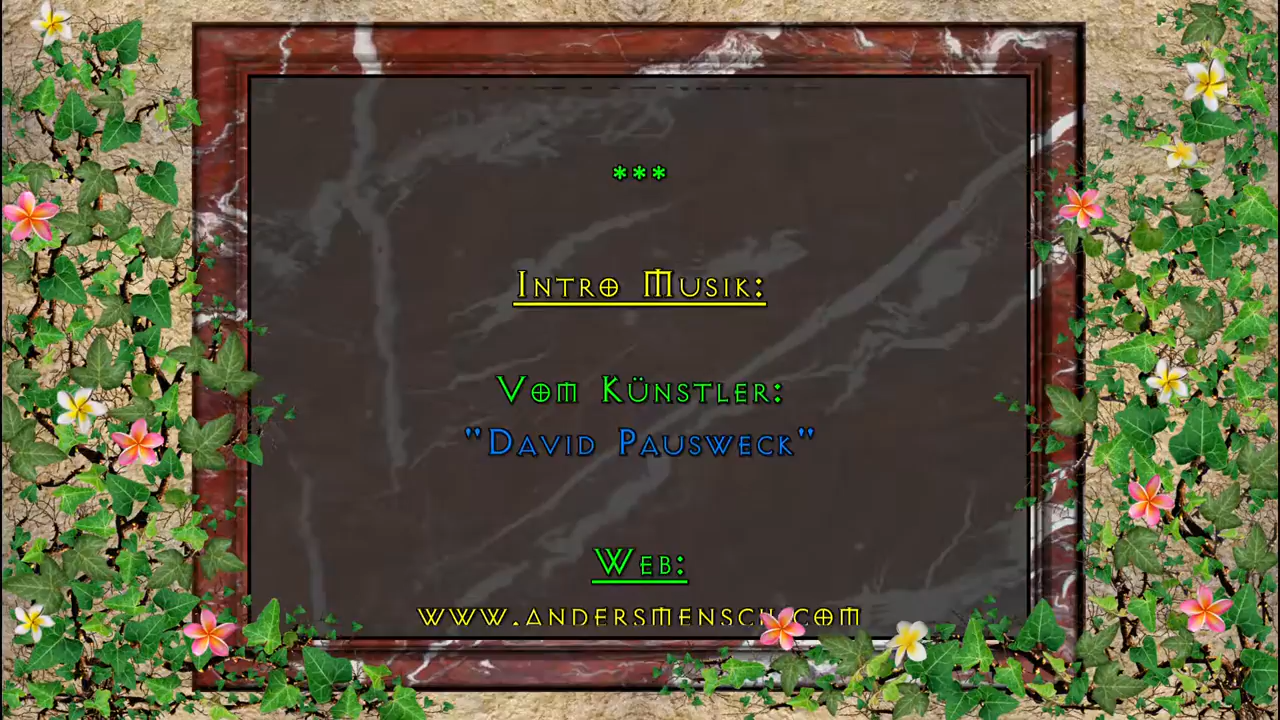 ***
Intro Musik:
Vom Künstler:
"David Pausweck"
Web:
www.andersmensch.com